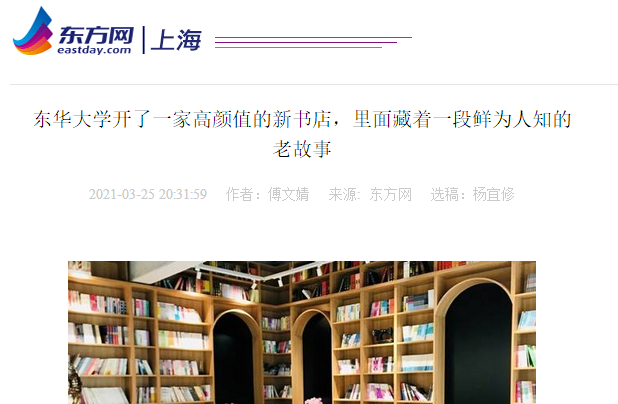 东方网
eastday.com
上海
东华大学开了一家高颜值的新书店，里面藏着一段鲜为人知的
老故事
2021-03-25 20:31:59 作者：傅文婧 来源: 东方网 选稿：杨宜修